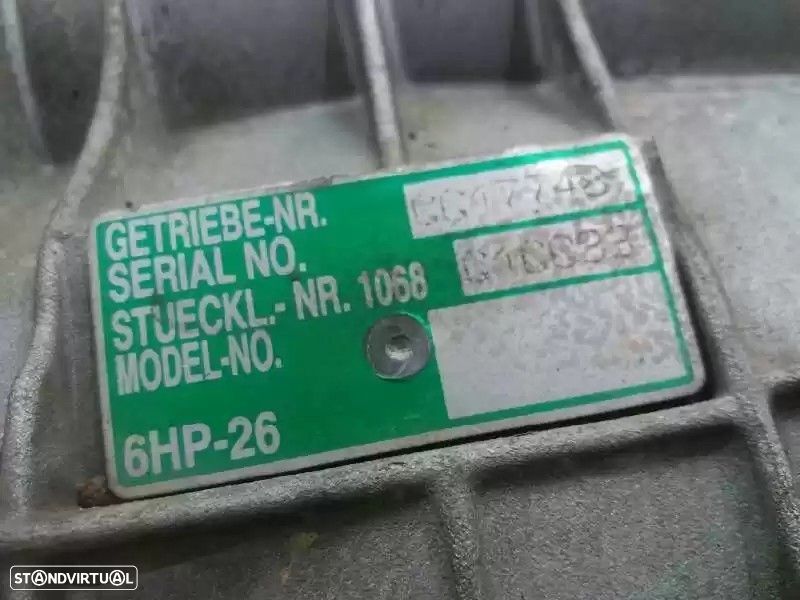 GETRIEBE-NR.
SERIAL NO.
STUECKL.- NR. 1068
MODEL-NO.
6HP-26
STANDVIRTUAL